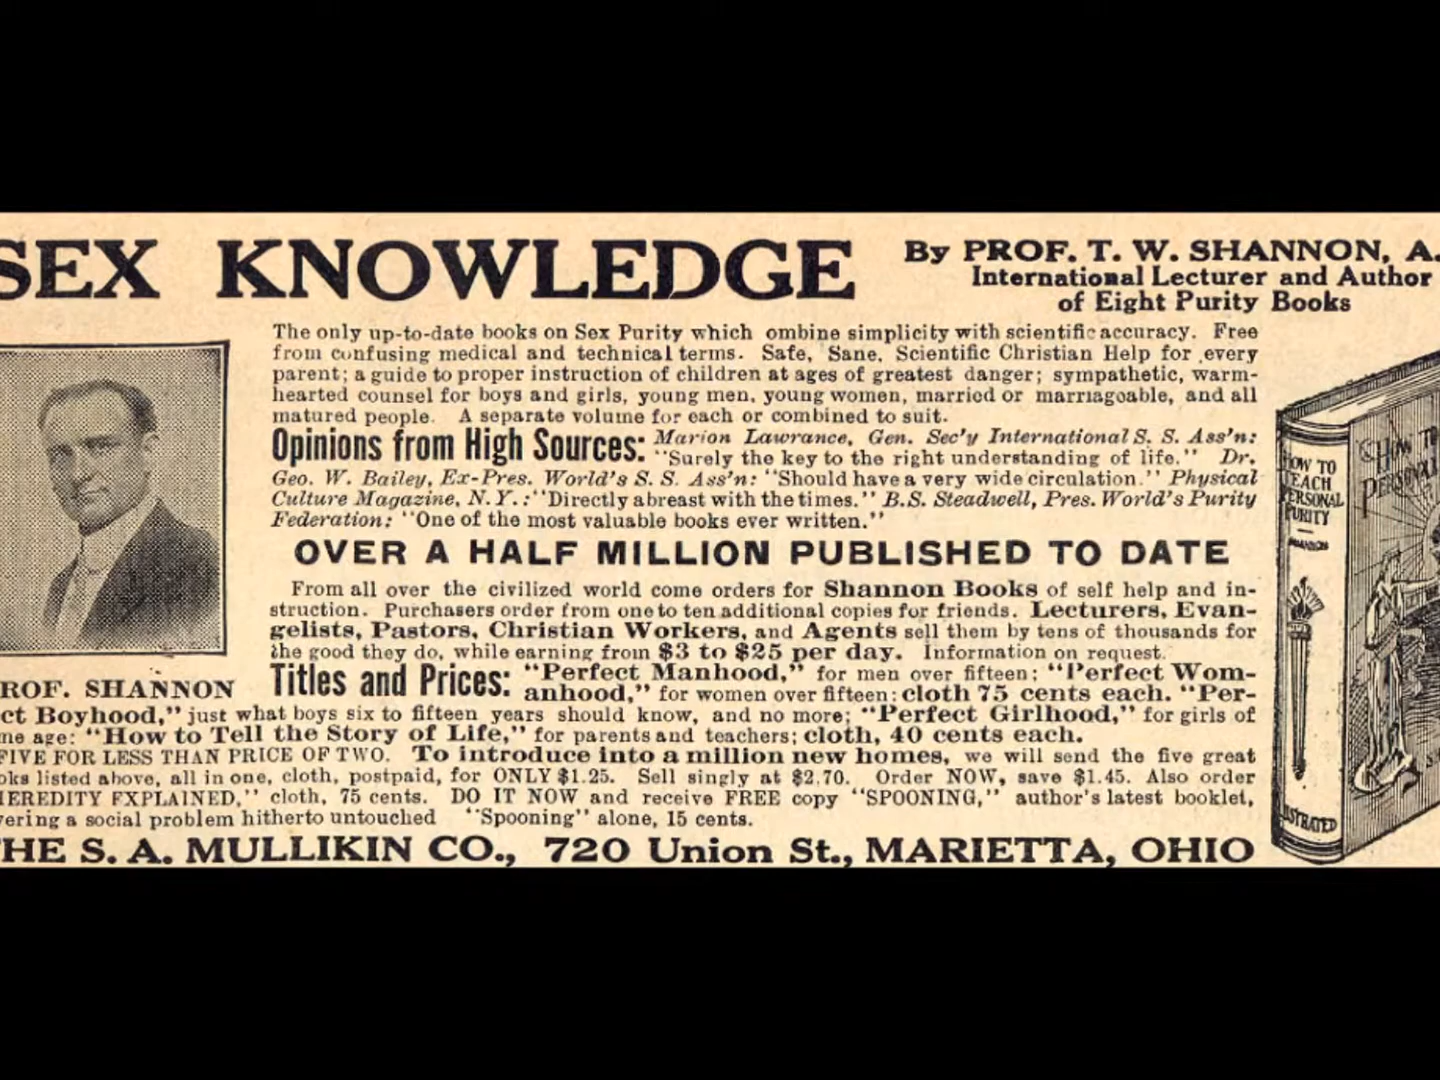 SEX KNOWLEDGE
By PROF. T. W. SHANNON, A.
International Lecturer and Author
of Eight Purity Books
The only up-to-date books on Sex Purity which ombine simplicity with scientific accuracy. Free
from confusing medical and technical terms. Safe, Sane, Scientific Christian Help for every
parent; a guide to proper instruction of children at ages of greatest danger; sympathetic, warm-
hearted counsel for boys and girls, young men, young women, married or marriageable, and all
matured people. A separate volume for each or combined to suit.
Opinions from High Sources: Marion Lawrance, Gen. Sec'y International S. S. Ass'n:
"Surely the key to the right understanding of life." Dr.
Geo. W. Bailey, Ex-Pres. World's S. S. Ass'n: "Should have a very wide circulation." Physical
Culture Magazine, N. Y.: "Directly abreast with the times." B.S. Steadwell, Pres. World's Purity
Federation: "One of the most valuable books ever written."
OVER A HALF MILLION PUBLISHED TO DATE
From all over the civilized world come orders for Shannon Books of self help and in-
struction. Purchasers order from one to ten additional copies for friends. Lecturers, Evan-
gelists, Pastors, Christian Workers, and Agents sell them by tens of thousands for
the good they do, while earning from $3 to $25 per day. Information on request.
ROF. SHANNON
Titles and Prices: "Perfect Manhood," for men over fifteen; "Perfect Wom-
anhood," for women over fifteen; cloth 75 cents each. "Per-
ct Boyhood," just what boys six to fifteen years should know, and no more; "Perfect Girlhood," for girls of
me age: "How to Tell the Story of Life," for parents and teachers; cloth, 40 cents each.
FIVE FOR LESS THAN PRICE OF TWO. To introduce into a million new homes, we will send the five great
oks listed above, all in one, cloth, postpaid, for ONLY $1.25. Sell singly at $2.70. Order NOW, save $1.45. Also order
HEREDITY EXPLAINED," cloth, 75 cents. DO IT NOW and receive FREE copy "SPOONING," author's latest booklet,
vering a social problem hitherto untouched "Spooning" alone, 15 cents.
THE S. A. MULLIKIN CO., 720 Union St., MARIETTA, OHIO
HOW TO
TEACH
PERSONAL
PURITY
SHANNON
HOW TO
PERSONAL